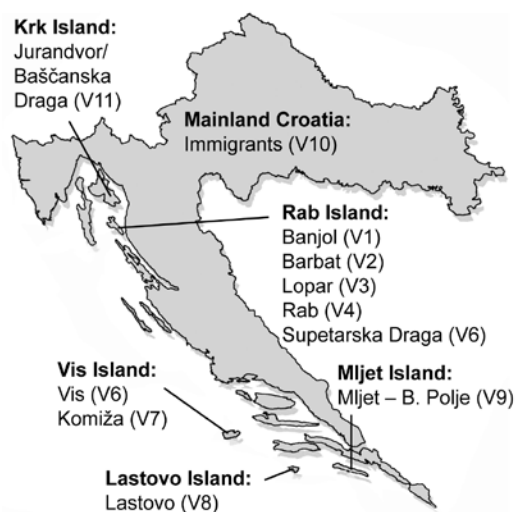 Krk Island:
Jurandvor/
Baščanska
Draga (V11)
Mainland Croatia:
Immigrants (V10)
Rab Island:
Banjol (V1)
Barbat (V2)
Lopar (V3)
Rab (V4)
Supetarska Draga (V6)
Vis Island:
Vis (V6)
Komiža (V7)
Mljet Island:
Mljet – B. Polje (V9)
Lastovo Island:
Lastovo (V8)